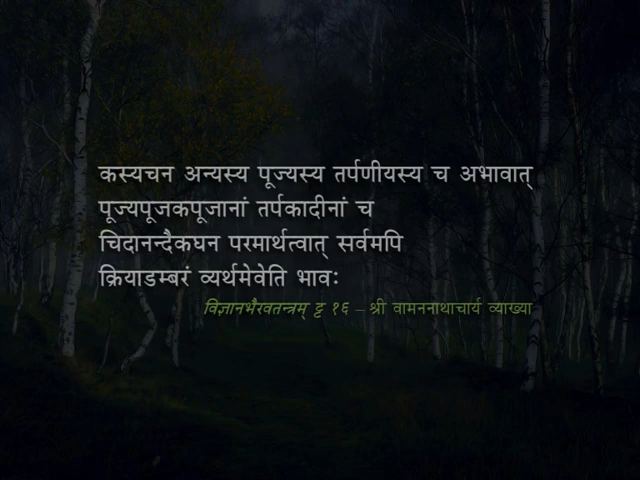 कस्यचन अन्यस्य पूज्यस्य तर्पणीयस्य च अभावात्
पूज्यपूजकपूजानां तर्पकादीनां च
चिदानन्दैकघन परमार्थत्वात् सर्वमपि
क्रियाडम्बरं व्यर्थमेवेति भावः
विज्ञानभैरवतन्त्रम् ट्ट १६ – श्री वामननाथाचार्य व्याख्या